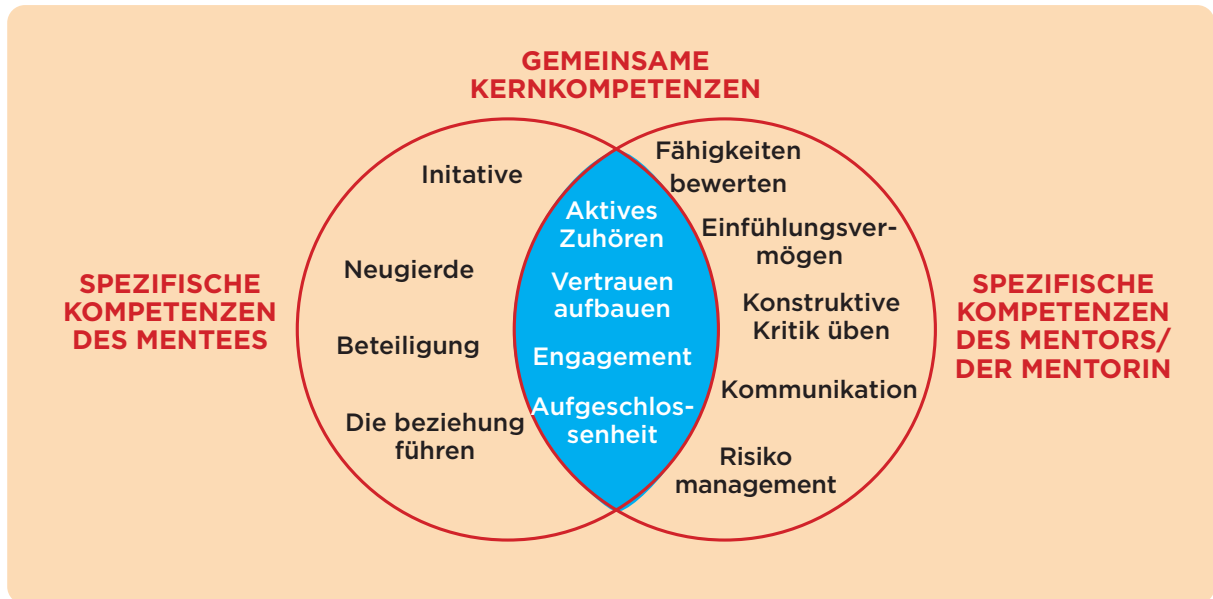 GEMEINSAME
KERNKOMPETENZEN
SPEZIFISCHE
KOMPETENZEN
DES MENTEES
Initative
Neugierde
Beteiligung
Die beziehung
führen
Aktives
Zuhören
Vertrauen
aufbauen
Engagement
Aufgeschlos-
senheit
Fähigkeiten
bewerten
Einfühlungsver-
mögen
Konstruktive
Kritik üben
Kommunikation
Risiko
management
SPEZIFISCHE
KOMPETENZEN
DES MENTORS/
DER MENTORIN